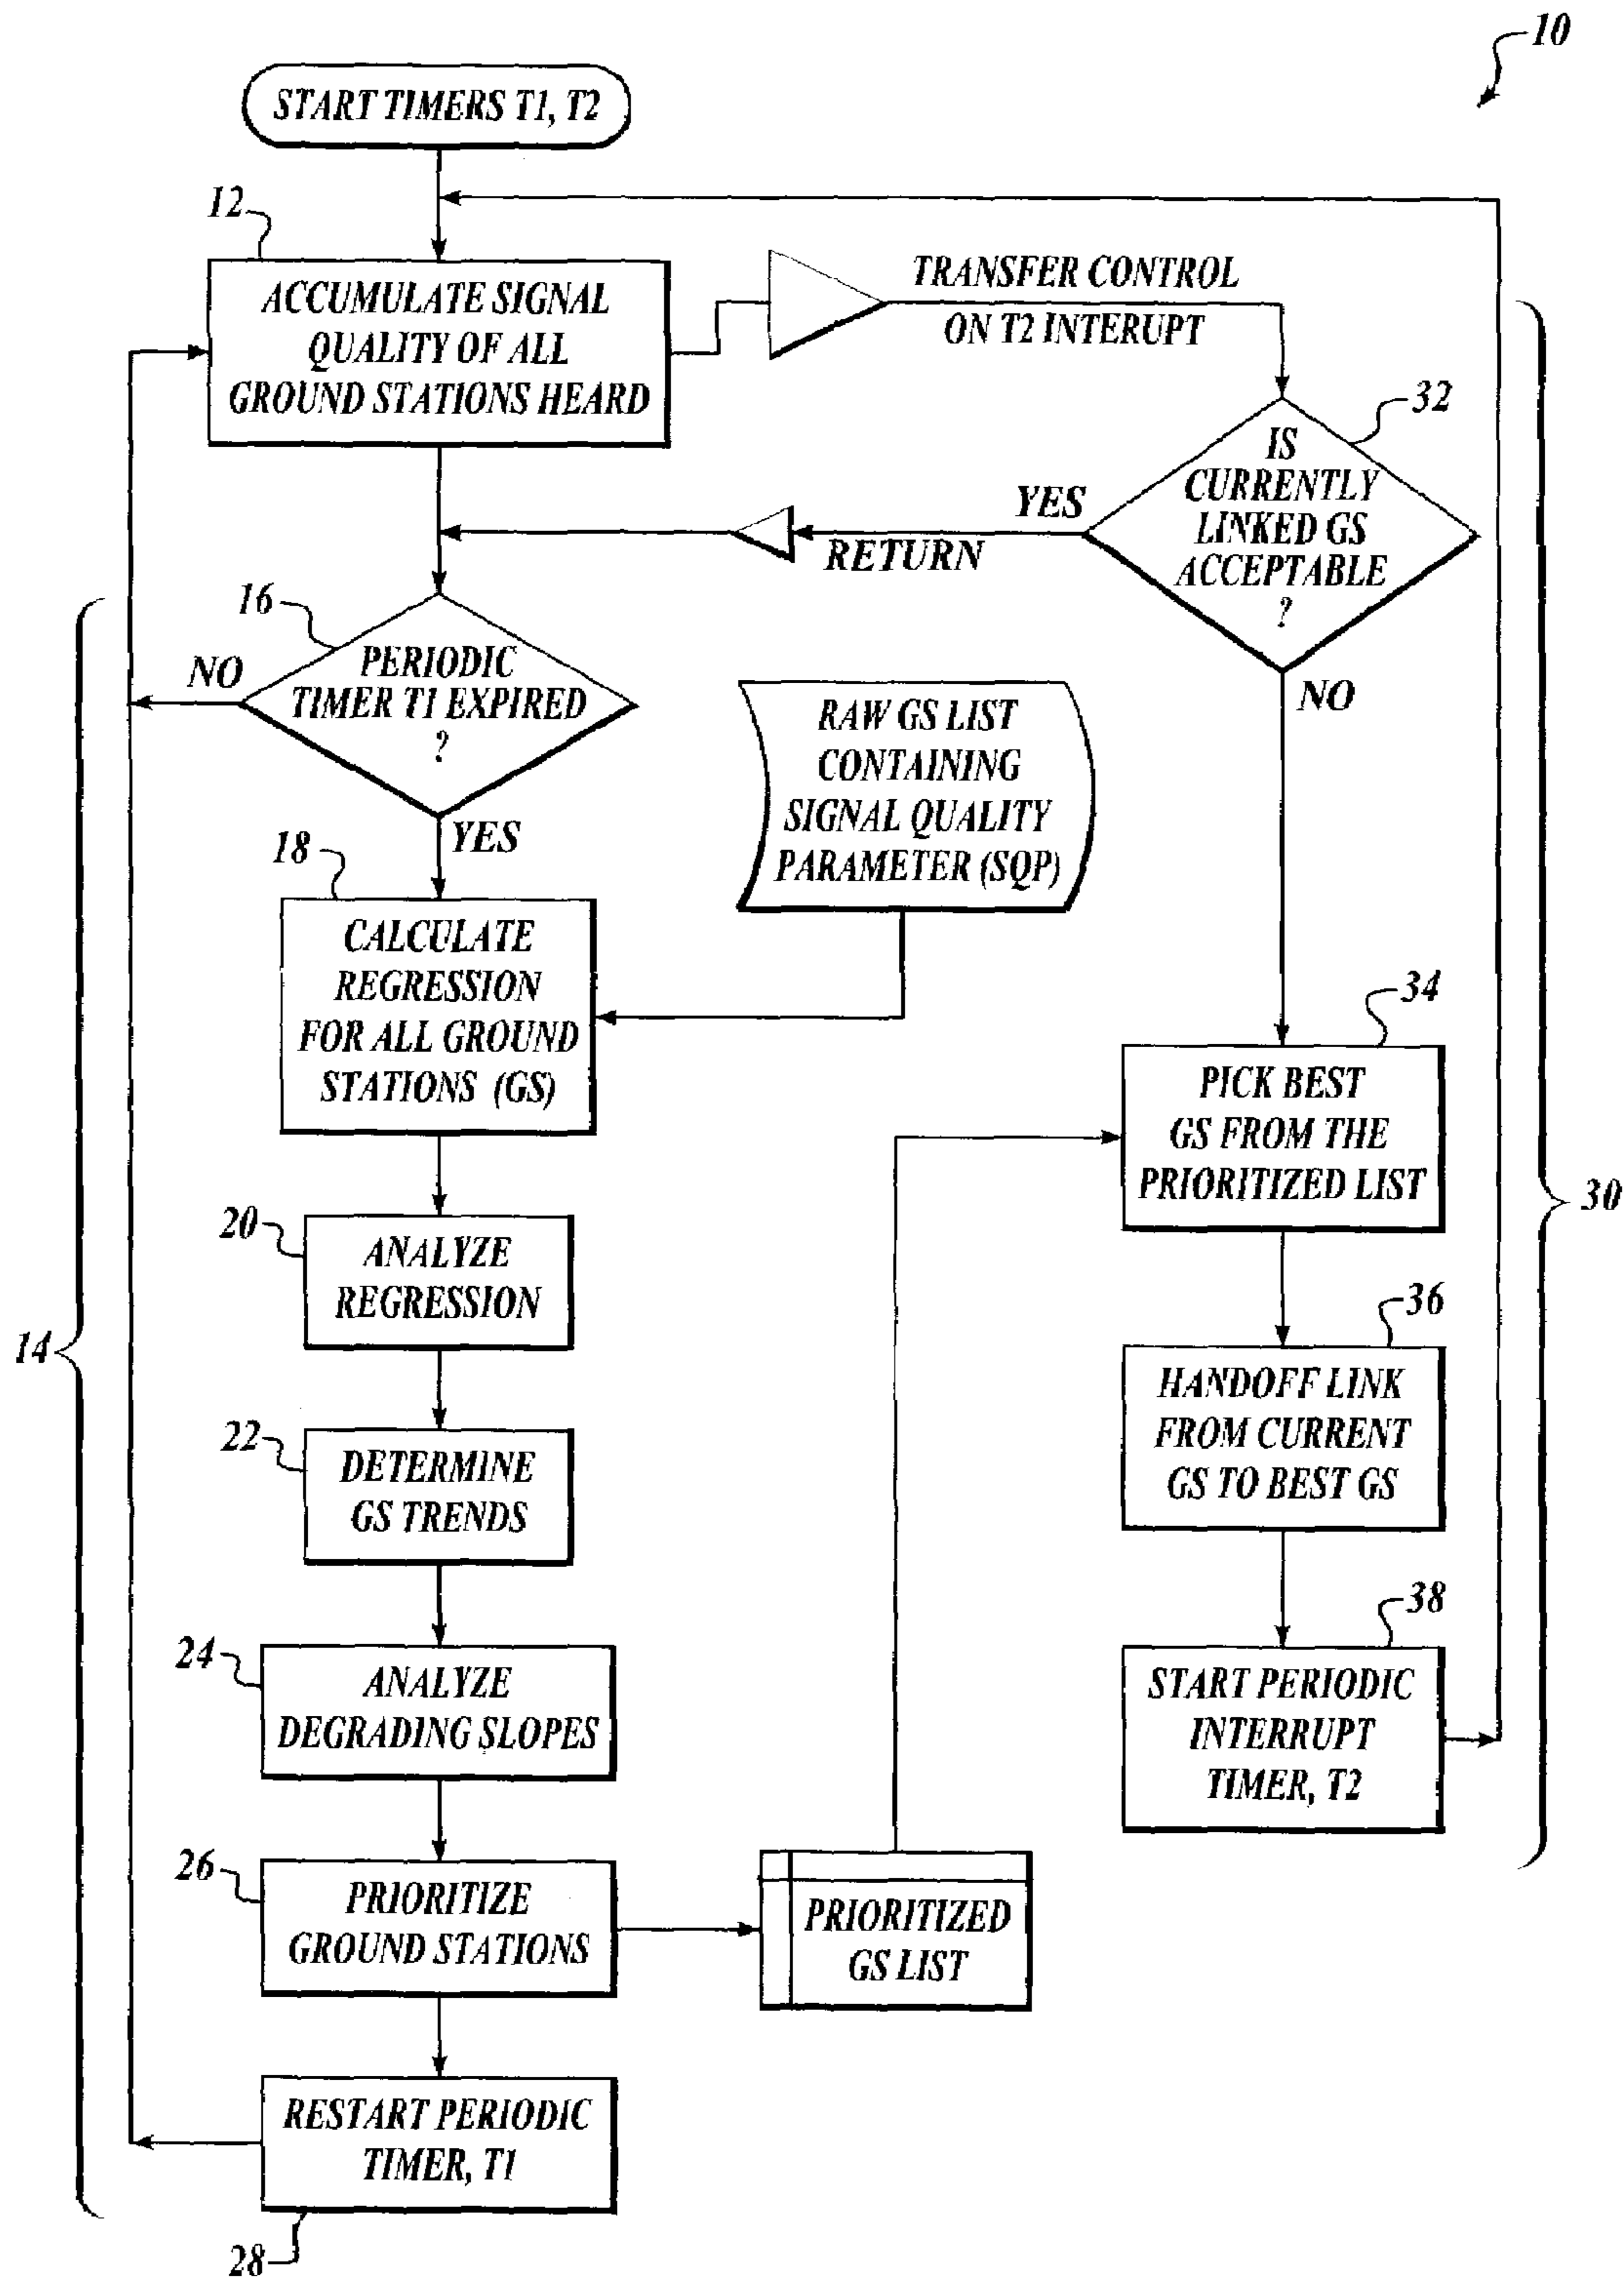 10
START TIMERS T1, T2
12
ACCUMULATE SIGNAL
QUALITY OF ALL
GROUND STATIONS HEARD
TRANSFER CONTROL
ON T2 INTERUPT
32
IS
CURRENTLY
LINKED GS
ACCEPTABLE
?
YES
RETURN
NO
16
PERIODIC
TIMER T1 EXPIRED
?
NO
YES
RAW GS LIST
CONTAINING
SIGNAL QUALITY
PARAMETER (SQP)
18
CALCULATE
REGRESSION
FOR ALL GROUND
STATIONS (GS)
34
PICK BEST
GS FROM THE
PRIORITIZED LIST
30
20
ANALYZE
REGRESSION
14
36
HANDOFF LINK
FROM CURRENT
GS TO BEST GS
22
DETERMINE
GS TRENDS
38
START PERIODIC
INTERRUPT
TIMER, T2
24
ANALYZE
DEGRADING SLOPES
26
PRIORITIZE
GROUND STATIONS
PRIORITIZED
GS LIST
RESTART PERIODIC
TIMER, T1
28